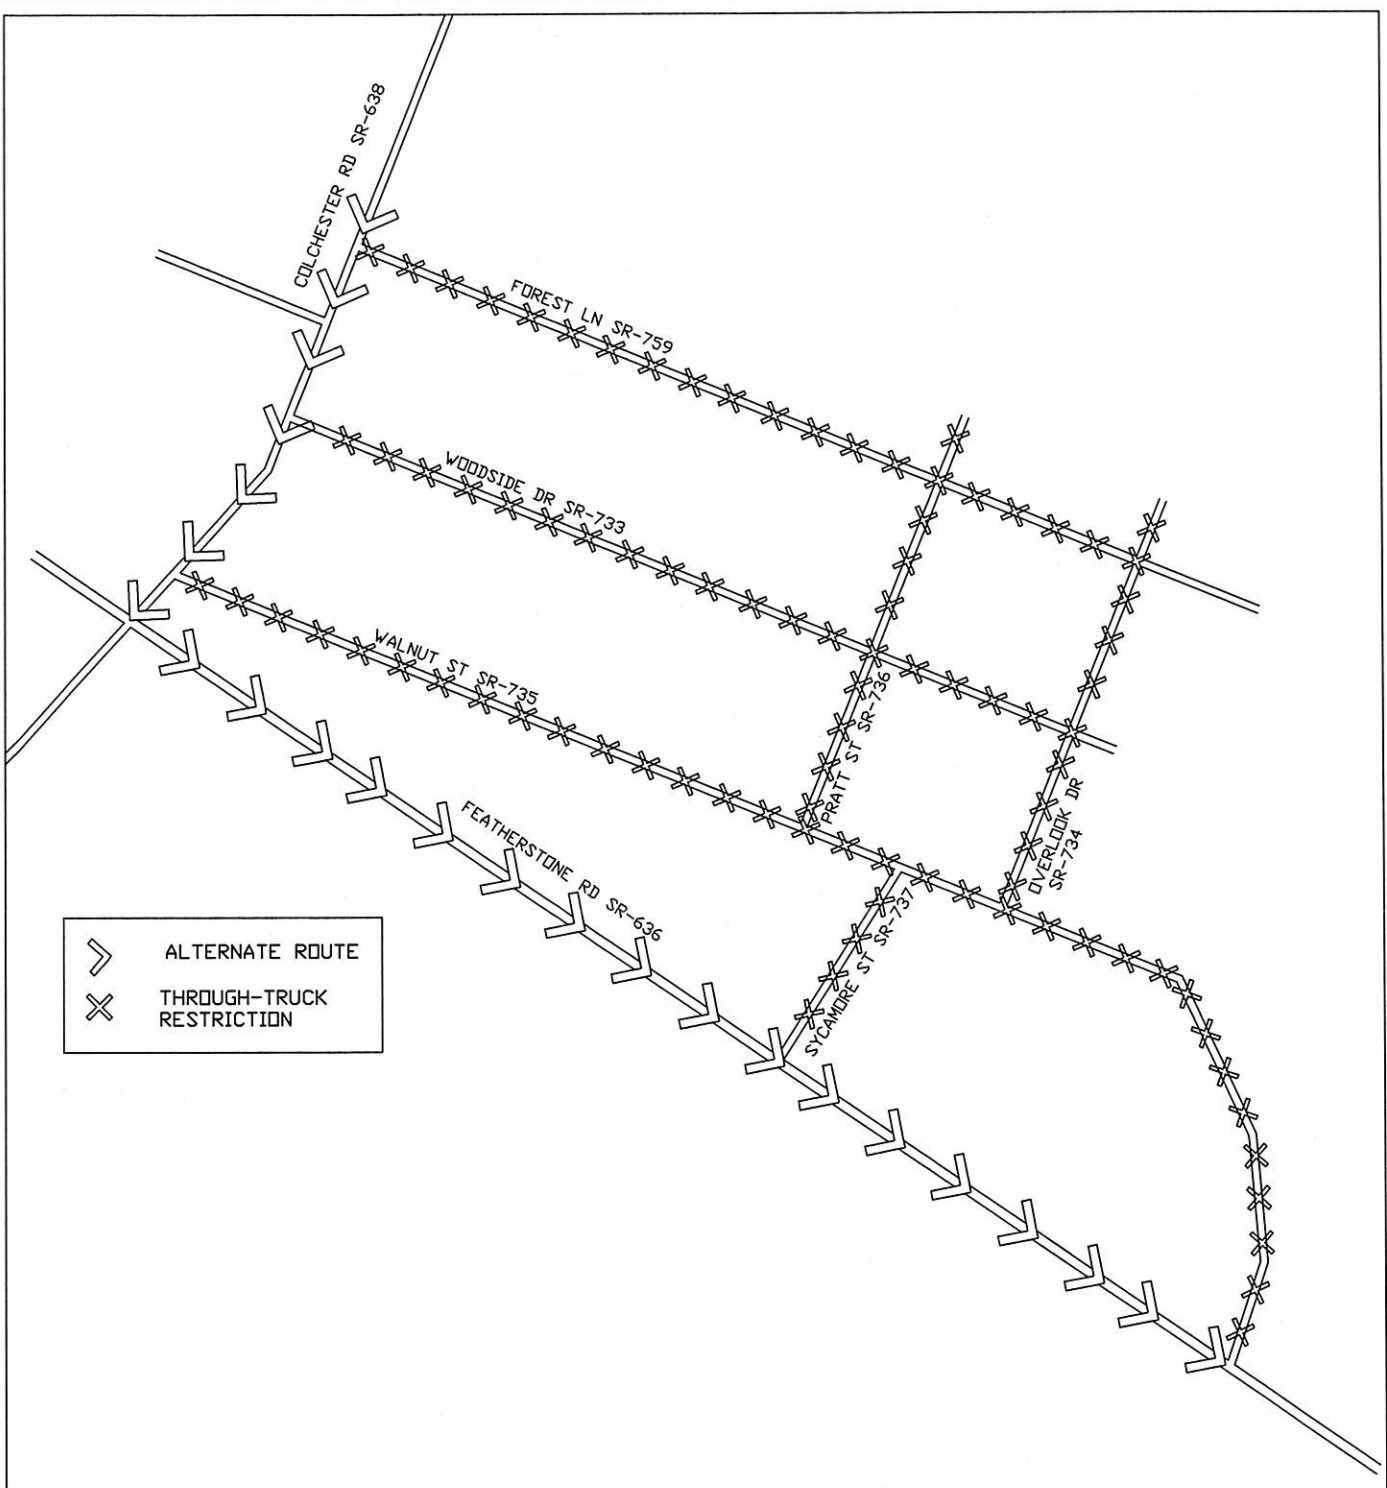 COLCHESTER RD SR-638
FOREST LN SR-759
WOODSIDE DR SR-733
WALNUT ST SR-735
PRATT ST SR-736
OVERLOOK DR
SR-734
FEATHERSTONE RD SR-636
SYCAMORE ST SR-737
ALTERNATE ROUTE
THROUGH-TRUCK
RESTRICTION